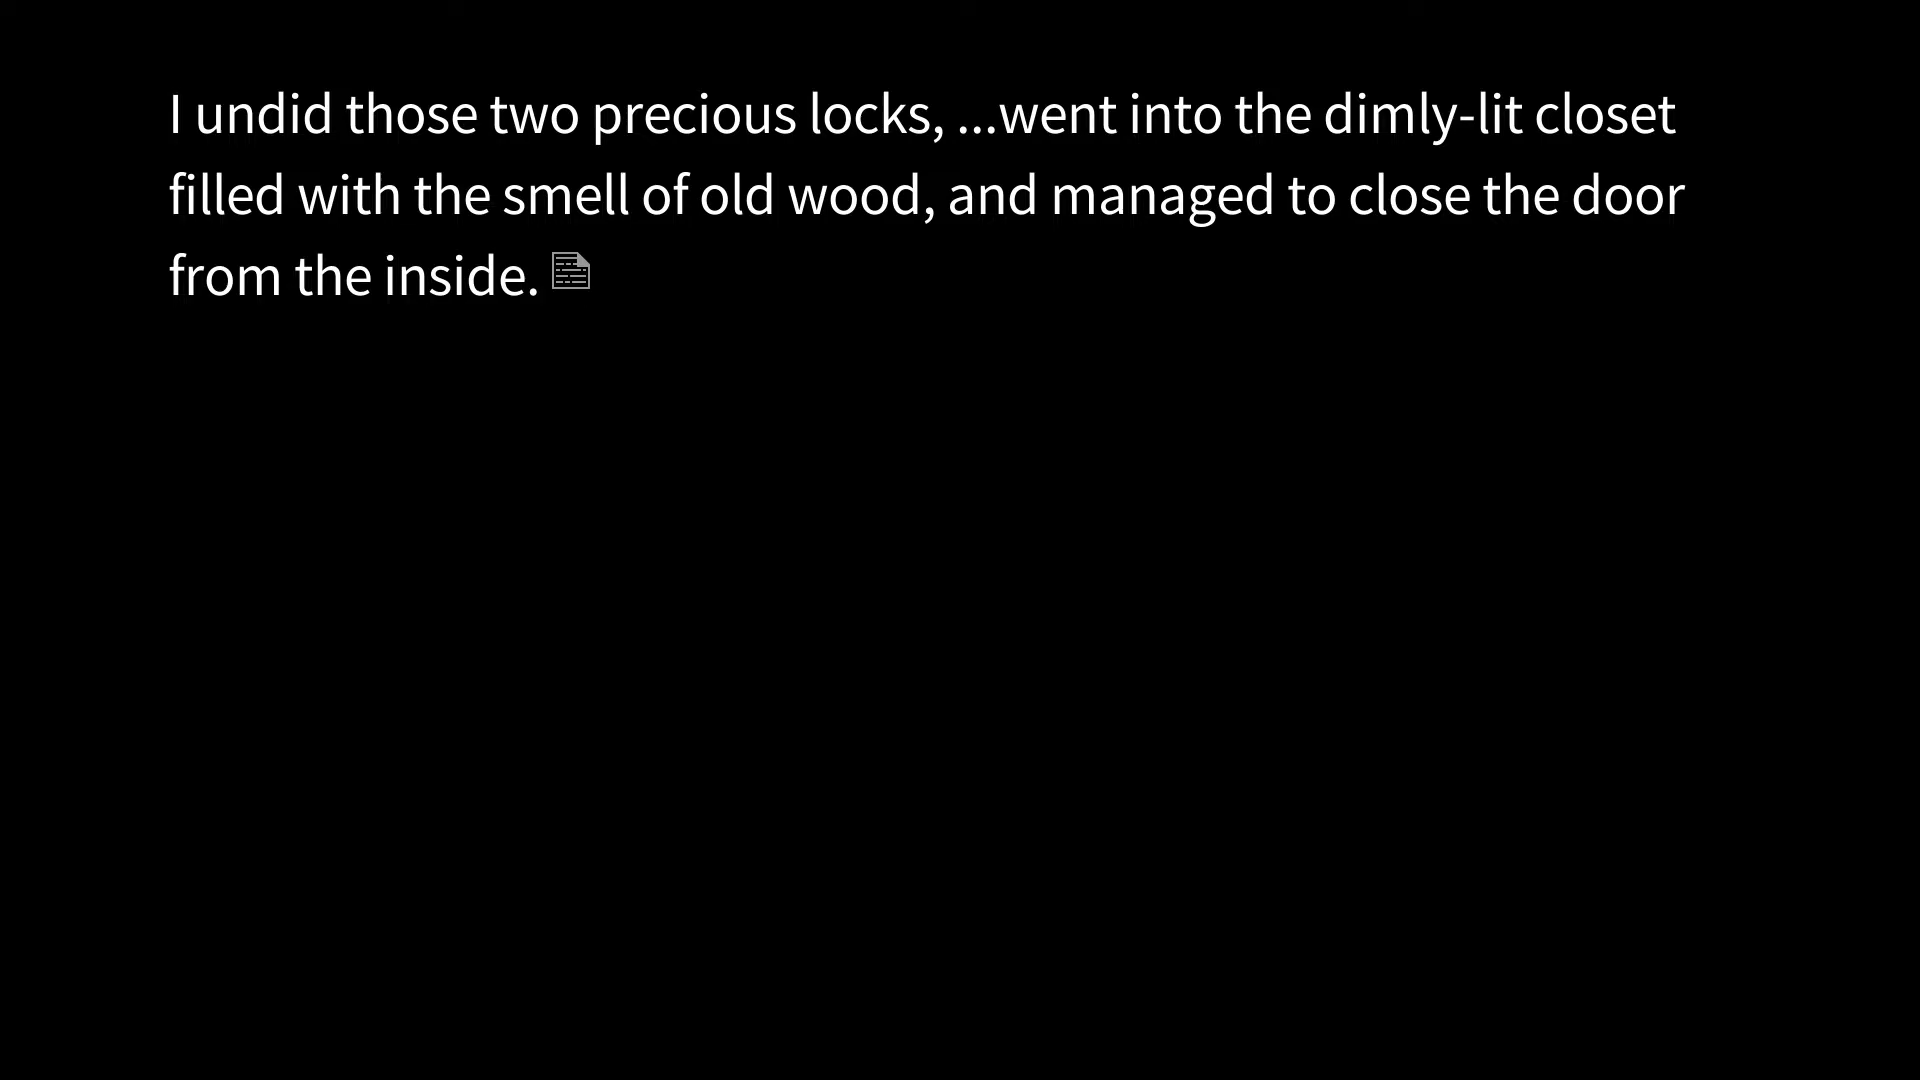 I undid those two precious locks, ...went into the dimly-lit closet
filled with the smell of old wood, and managed to close the door
from the inside.